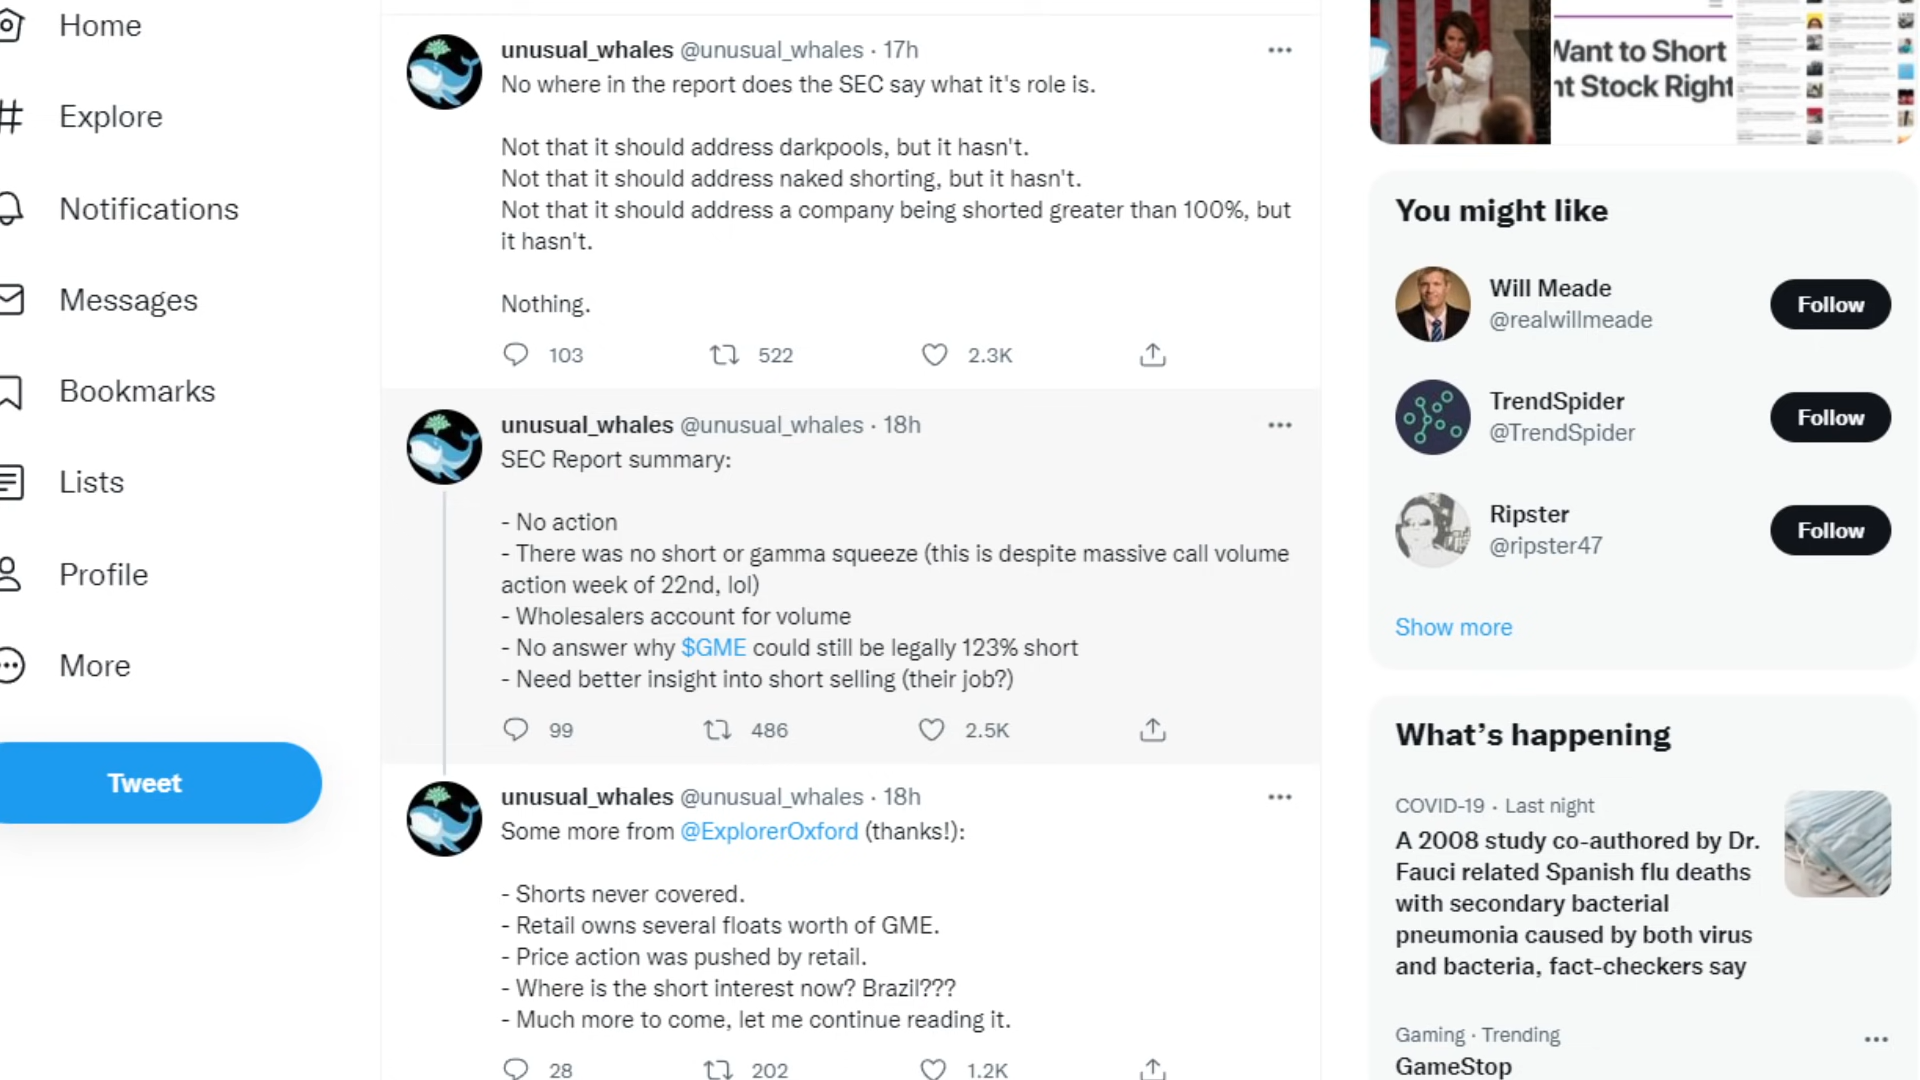 Home
Explore
Notifications
Messages
Bookmarks
Lists
Profile
More
Tweet
unusual_whales @unusual_whales · 17h
No where in the report does the SEC say what it's role is.
Not that it should address darkpools, but it hasn't.
Not that it should address naked shorting, but it hasn't.
Not that it should address a company being shorted greater than 100%, but
it hasn't.
Nothing.
103 522 2.3K
unusual_whales @unusual_whales · 18h
SEC Report summary:
- No action
- There was no short or gamma squeeze (this is despite massive call volume
action week of 22nd, lol)
- Wholesalers account for volume
- No answer why $GME could still be legally 123% short
- Need better insight into short selling (their job?)
99 486 2.5K
unusual_whales @unusual_whales · 18h
Some more from @ExplorerOxford (thanks!):
- Shorts never covered.
- Retail owns several floats worth of GME.
- Price action was pushed by retail.
- Where is the short interest now? Brazil???
- Much more to come, let me continue reading it.
28 202 1.2K
Want to Short
nt Stock Right
You might like
Will Meade
@realwillmeade
Follow
TrendSpider
@TrendSpider
Follow
Ripster
@ripster47
Follow
Show more
What's happening
COVID-19 · Last night
A 2008 study co-authored by Dr.
Fauci related Spanish flu deaths
with secondary bacterial
pneumonia caused by both virus
and bacteria, fact-checkers say
Gaming · Trending
GameStop